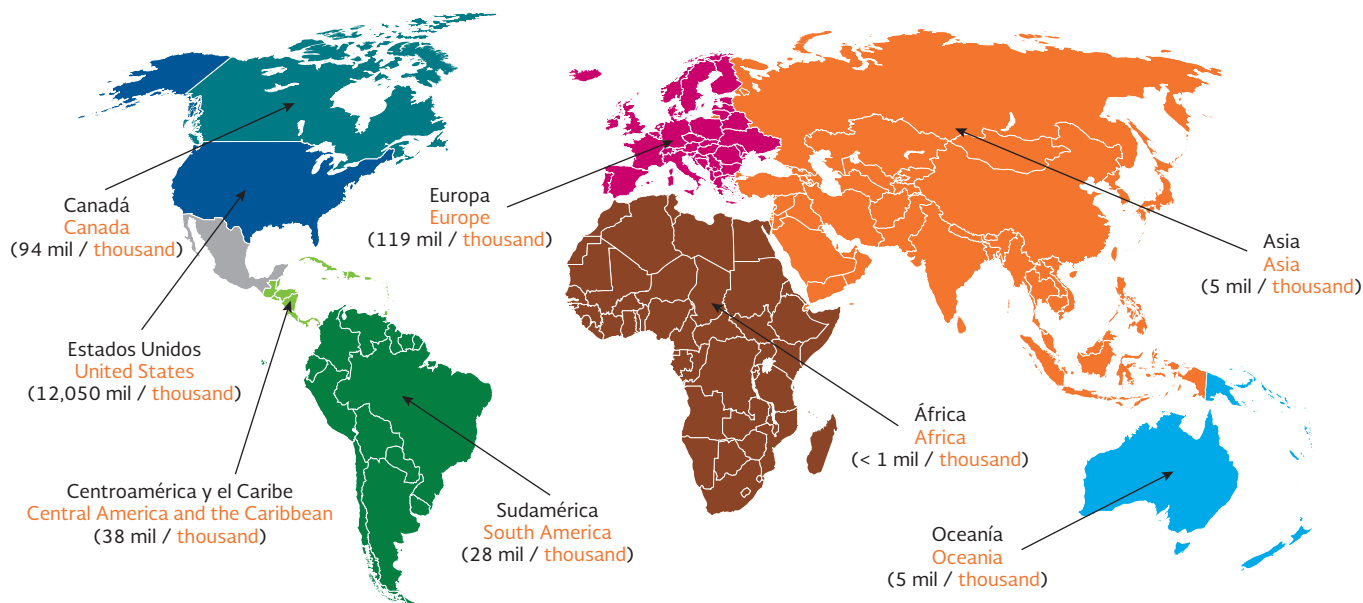 Canadá
Canada
(94 mil / thousand)
Europa
Europe
(119 mil / thousand)
Asia
Asia
(5 mil / thousand)
Estados Unidos
United States
(12,050 mil / thousand)
África
Africa
(< 1 mil / thousand)
Centroamérica y el Caribe
Central America and the Caribbean
(38 mil / thousand)
Sudamérica
South America
(28 mil / thousand)
Oceanía
Oceania
(5 mil / thousand)